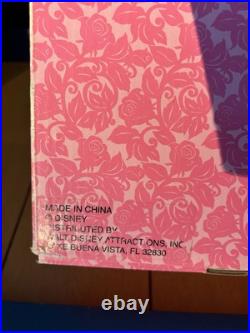 MADE IN CHINA
© DISNEY
DISTRIBUTED BY
WALT DISNEY ATTRACTIONS, INC.
LAKE BUENA VISTA, FL 32830